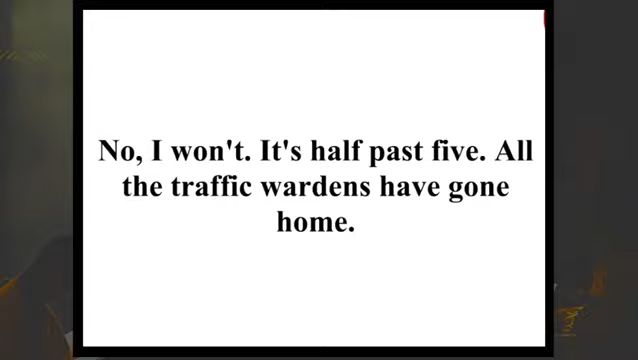 No, I won't. It's half past five. All
the traffic wardens have gone
home.